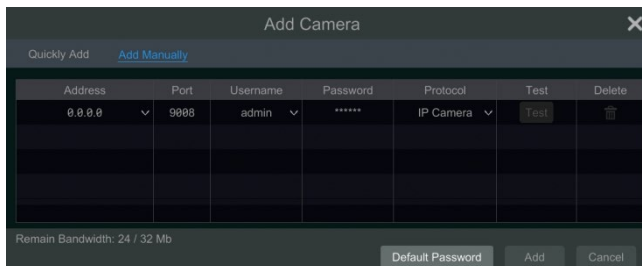 Add Camera
Quickly Add Add Manually
Address Port Username Password Protocol Test Delete
0.0.0.0 9008 admin ****** IP Camera Test
Remain Bandwidth: 24 / 32 Mb
Default Password Add Cancel